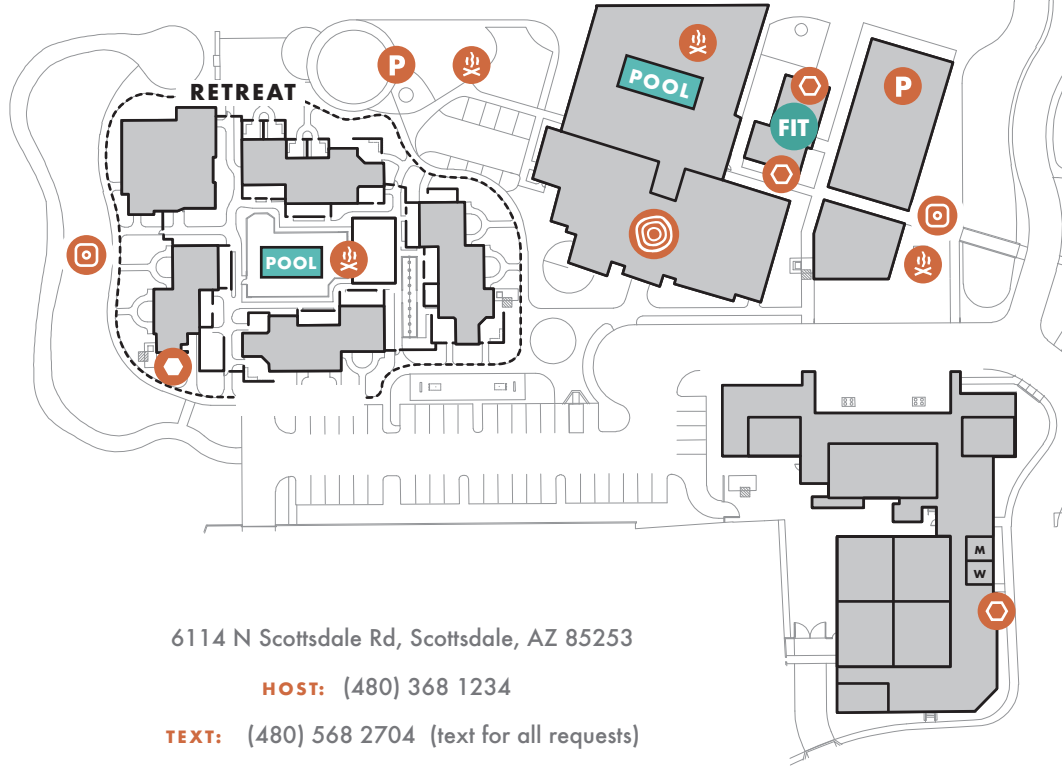 P
POOL
P
RETREAT
FIT
POOL
M
W
6114 N Scottsdale Rd, Scottsdale, AZ 85253
HOST: (480) 368 1234
TEXT: (480) 568 2704 (text for all requests)